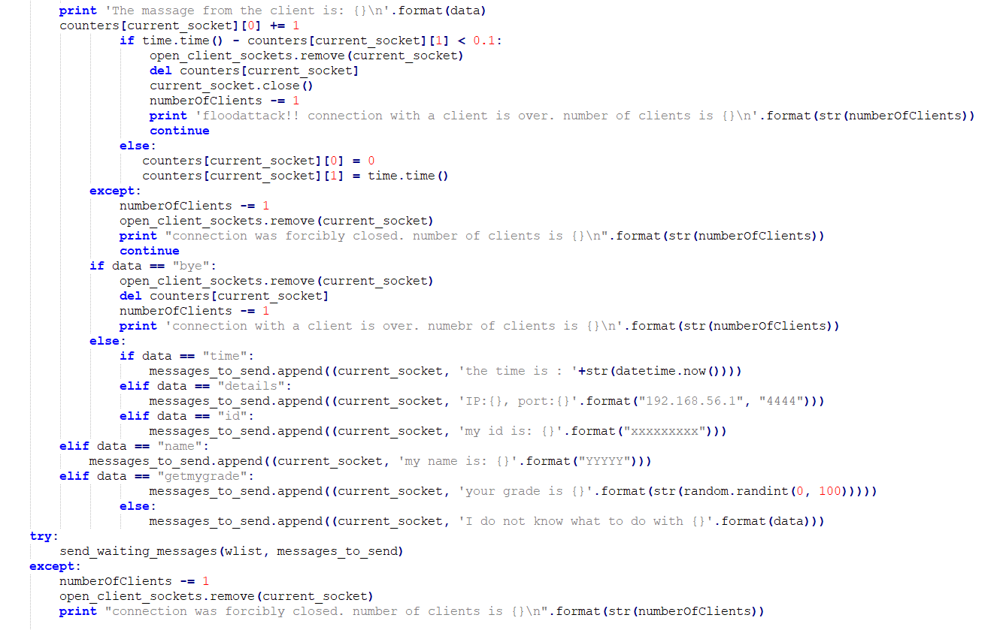 print 'The massage from the client is: {}\n'.format(data)
counters[current_socket][0] += 1
if time.time() - counters[current_socket][1] < 0.1:
open_client_sockets.remove(current_socket)
del counters[current_socket]
current_socket.close()
numberOfClients -= 1
print 'floodattack!! connection with a client is over. number of clients is {}\n'.format(str(numberOfClients))
continue
else:
counters[current_socket][0] = 0
counters[current_socket][1] = time.time()
except:
numberOfClients -= 1
open_client_sockets.remove(current_socket)
print "connection was forcibly closed. number of clients is {}\n".format(str(numberOfClients))
continue
if data == "bye":
open_client_sockets.remove(current_socket)
del counters[current_socket]
numberOfClients -= 1
print 'connection with a client is over. numebr of clients is {}\n'.format(str(numberOfClients))
else:
if data == "time":
messages_to_send.append((current_socket, 'the time is : '+str(datetime.now())))
elif data == "details":
messages_to_send.append((current_socket, 'IP:{}, port:{}'.format("192.168.56.1", "4444")))
elif data == "id":
messages_to_send.append((current_socket, 'my id is: {}'.format("xxxxxxxxx")))
elif data == "name":
messages_to_send.append((current_socket, 'my name is: {}'.format("YYYYY")))
elif data == "getmygrade":
messages_to_send.append((current_socket, 'your grade is {}'.format(str(random.randint(0, 100)))))
else:
messages_to_send.append((current_socket, 'I do not know what to do with {}'.format(data)))
try:
send_waiting_messages(wlist, messages_to_send)
except:
numberOfClients -= 1
open_client_sockets.remove(current_socket)
print "connection was forcibly closed. number of clients is {}\n".format(str(numberOfClients))